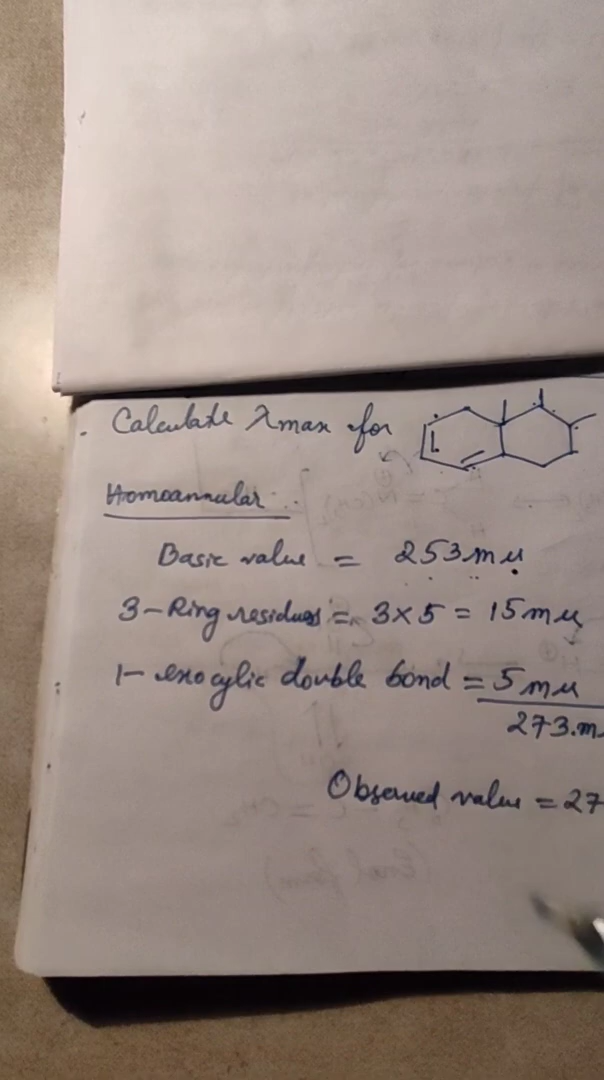 . Calculate λmax for
Homoannular :.
Basic value = 253 mμ
3-Ring residues = 3×5 = 15 mμ
1- exocylic double bond = 5 mμ
273.m
Observed value = 27